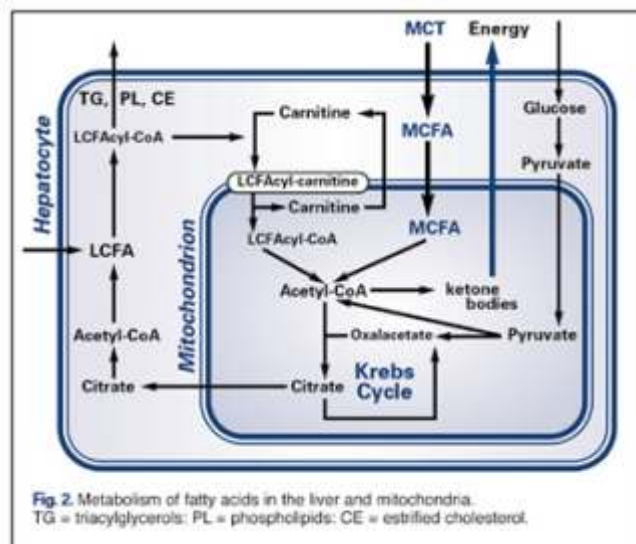 MCT Energy
TG, PL, CE
Glucose
Carnitine
LCFAcyl-CoA
MCFA
Pyruvate
Hepatocyte
LCFAcyl-carnitine
Carnitine
MCFA
LCFAcyl-CoA
LCFA
Acetyl-CoA
ketone
bodies
Mitochondrion
Acetyl-CoA
Oxalacetate
Pyruvate
Krebs
Cycle
Citrate
Citrate
Fig. 2. Metabolism of fatty acids in the liver and mitochondria.
TG = triacylglycerols: PL = phospholipids: CE = estrified cholesterol.